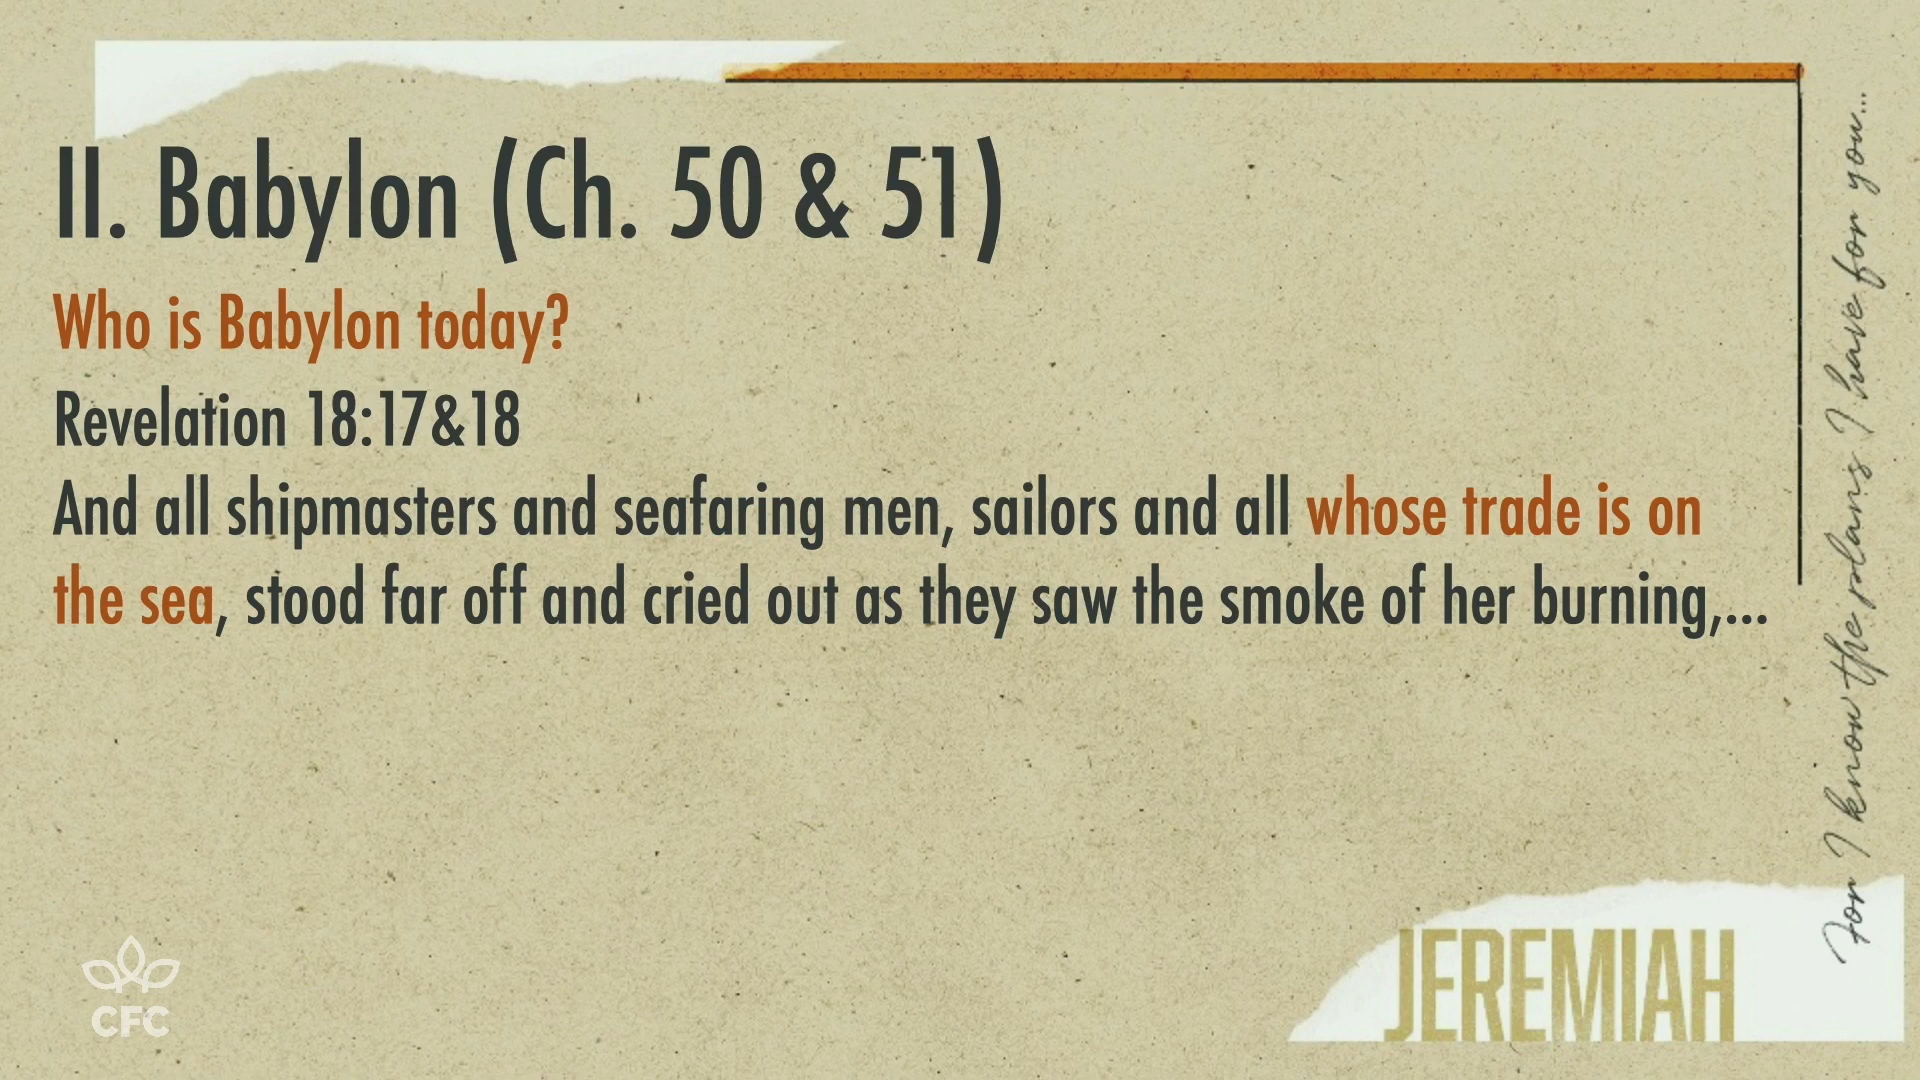 II. Babylon (Ch. 50 & 51)
Who is Babylon today?
Revelation 18:17&18
And all shipmasters and seafaring men, sailors and all whose trade is on
the sea, stood far off and cried out as they saw the smoke of her burning,...
For I know the plans I have for you...
JEREMIAH
CFC